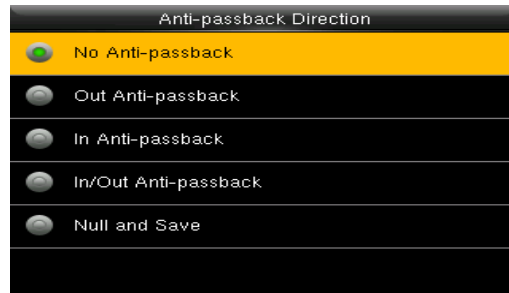 Anti-passback Direction
No Anti-passback
Out Anti-passback
In Anti-passback
In/Out Anti-passback
Null and Save